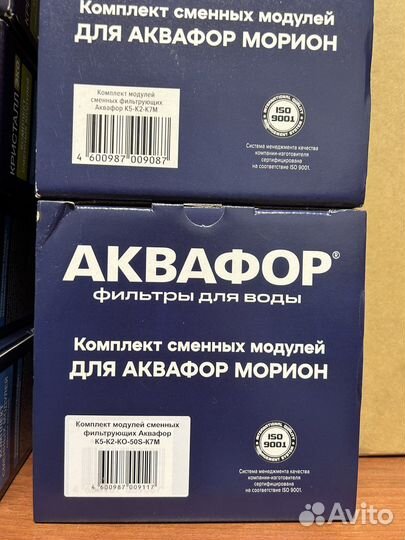 Комплект сменных модулей
ДЛЯ АКВАФОР МОРИОН
Комплект модулей
сменных фильтрующих
Аквафор К5-К2-К7М
4 600987 009087
ISO
9001
Система менеджмента качества
компании-изготовителя
сертифицирована
на соответствие ISO 9001.
КРИСТАЛЛ ЭКО
АКВАФОР®
фильтры для воды
Комплект сменных модулей
ДЛЯ АКВАФОР МОРИОН
Комплект модулей сменных
фильтрующих Аквафор
К5-К2-КО-50S-К7М
4 600987 009117
ISO
9001
Система менеджмента качества
компании-изготовителя
сертифицирована
на соответствие ISO 9001.
Avito